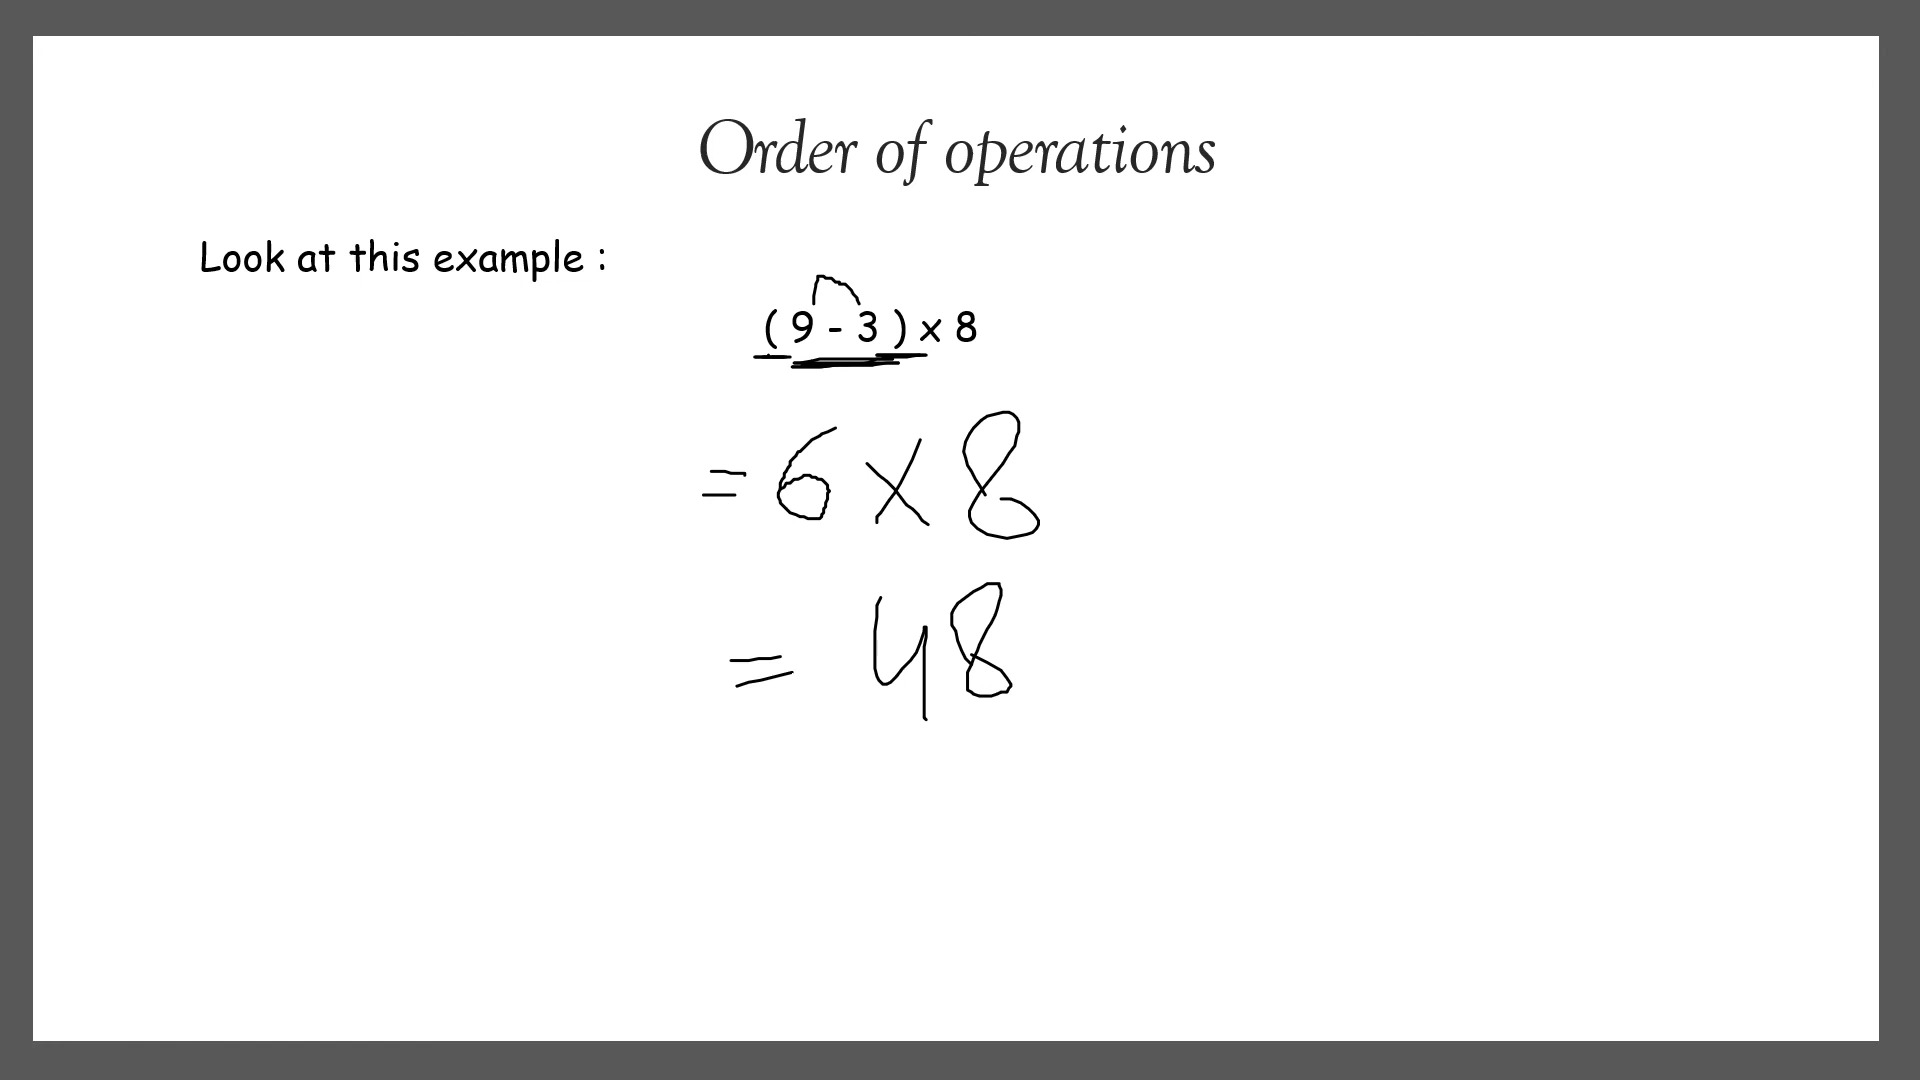 Order of operations
Look at this example :
( 9 - 3 ) x 8
= 6 x 8
= 48